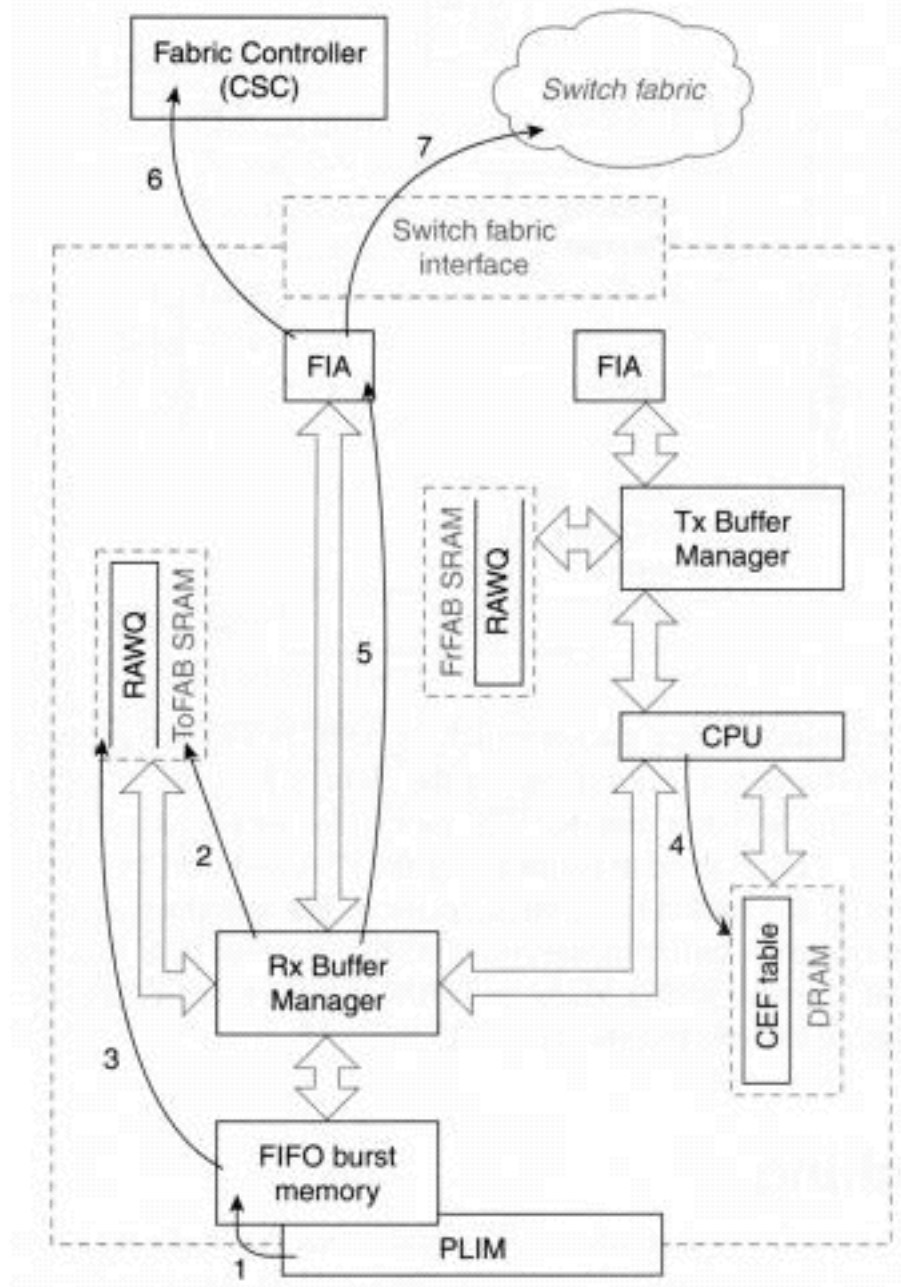 Fabric Controller
(CSC)
Switch fabric
7
6
Switch fabric
interface
FIA
FIA
FrFAB SRAM
RAWQ
Tx Buffer
Manager
RAWQ
ToFAB SRAM
5
CPU
2
4
CEF table
DRAM
Rx Buffer
Manager
3
FIFO burst
memory
PLIM
1